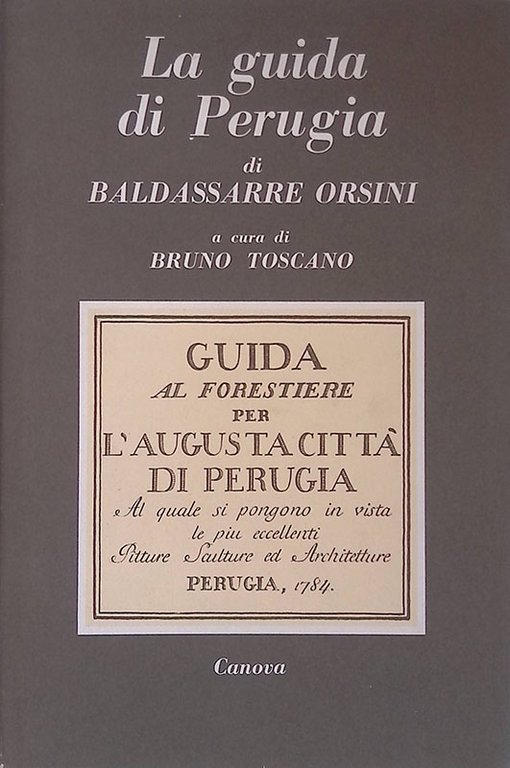 La guida
di Perugia
di
BALDASSARRE ORSINI
a cura di
BRUNO TOSCANO
GUIDA
AL FORESTIERE
PER
L'AUGUSTA CITTÀ
DI PERUGIA
Al quale si pongono in vista
le piu eccellenti
Pitture Sculture ed Architetture
PERUGIA, 1784.
Canova